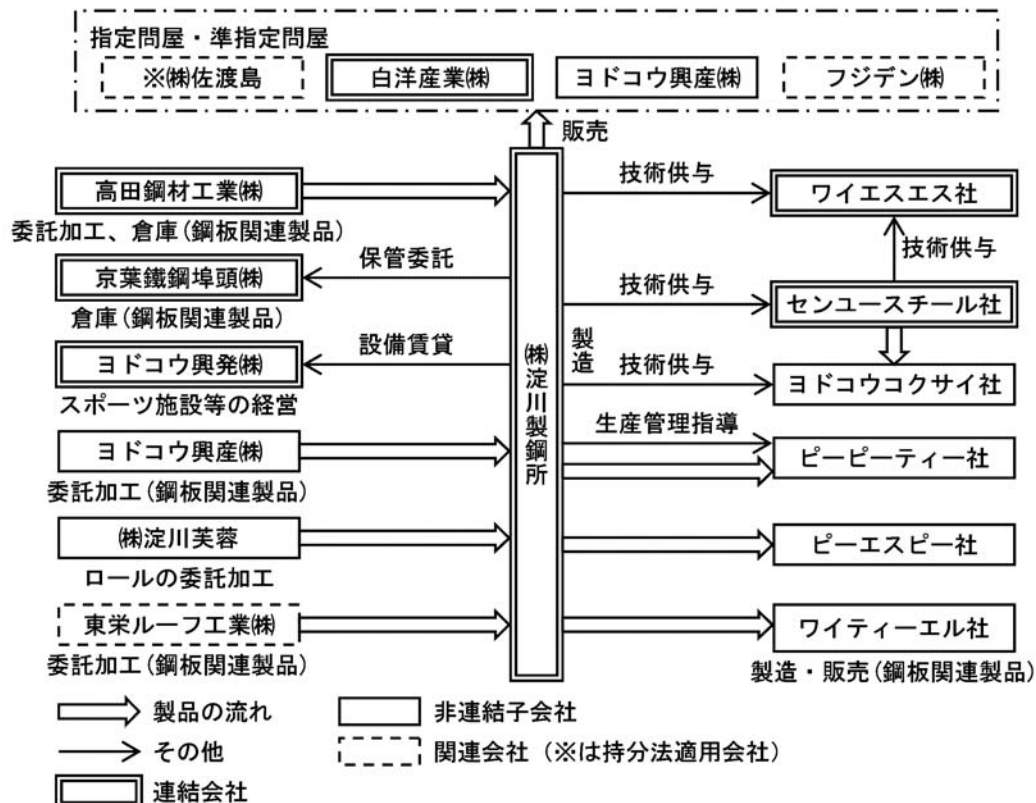 指定問屋・準指定問屋
※㈱佐渡島
白洋産業㈱
ヨドコウ興産㈱
フジデン㈱
販売
高田鋼材工業㈱
委託加工、倉庫(鋼板関連製品)
京葉鐵鋼埠頭㈱
倉庫(鋼板関連製品)
ヨドコウ興発㈱
スポーツ施設等の経営
ヨドコウ興産㈱
委託加工(鋼板関連製品)
㈱淀川芙蓉
ロールの委託加工
東栄ルーフ工業㈱
委託加工(鋼板関連製品)
保管委託
設備賃貸
㈱淀川製鋼所
製造
技術供与
ワイエスエス社
技術供与
技術供与
センユースチール社
技術供与
ヨドコウコクサイ社
生産管理指導
ピーピーティー社
ピーエスピー社
ワイティーエル社
製造・販売(鋼板関連製品)
製品の流れ
その他
連結会社
非連結子会社
関連会社（※は持分法適用会社）